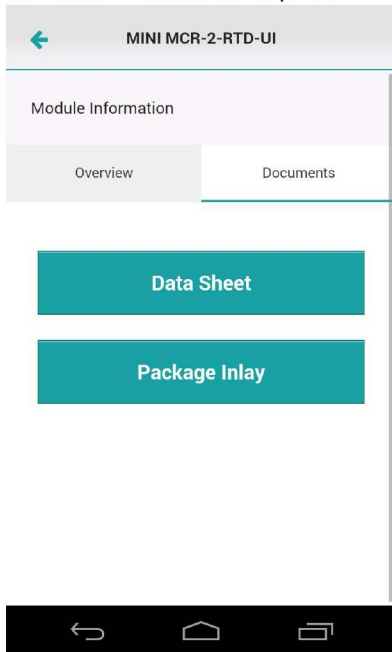 MINI MCR-2-RTD-UI
Module Information
Overview
Documents
Data Sheet
Package Inlay